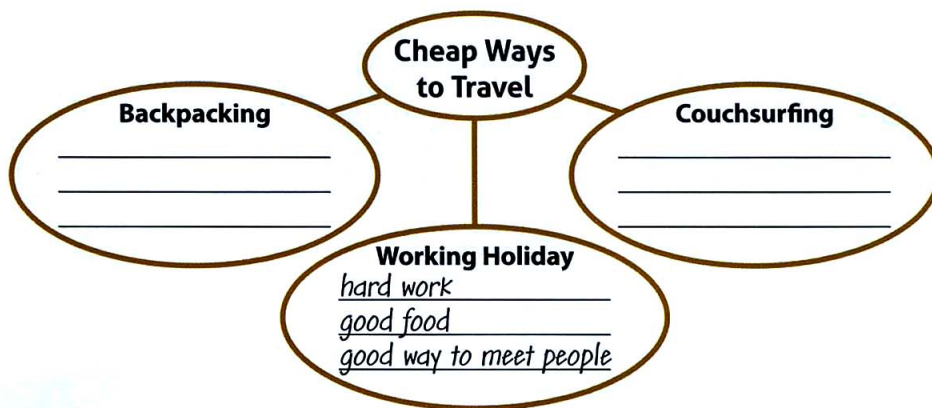 Cheap Ways
to Travel
Backpacking
Couchsurfing
Working Holiday
hard work
good food
good way to meet people